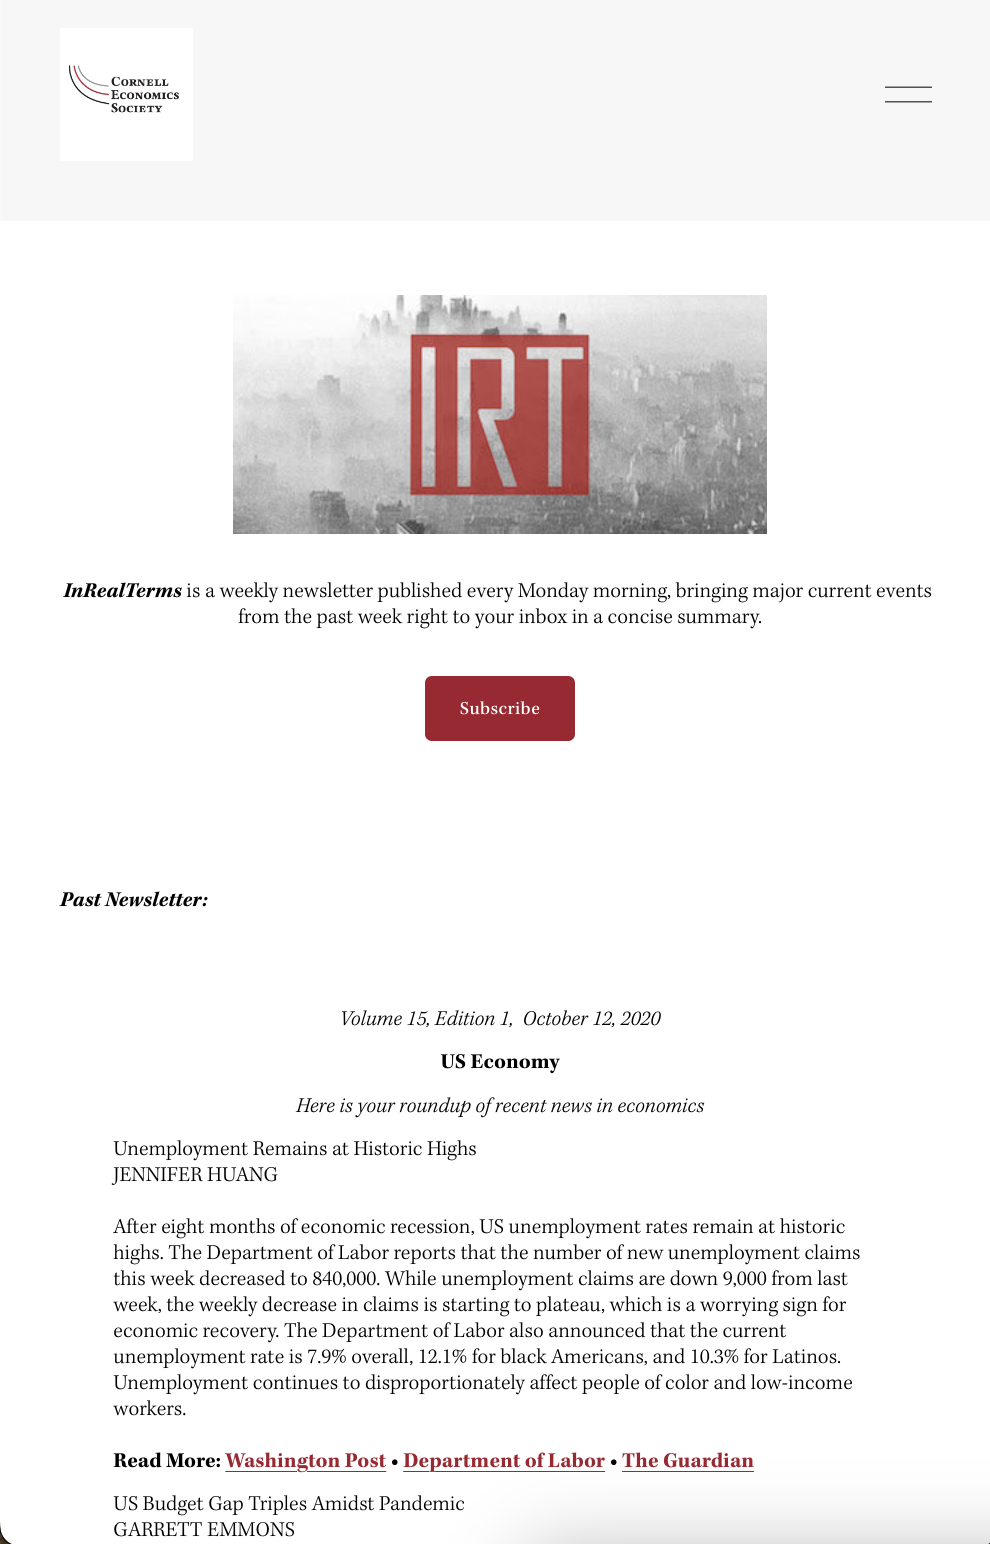 CORNELL
ECONOMICS
SOCIETY
IRT
InRealTerms is a weekly newsletter published every Monday morning, bringing major current events
from the past week right to your inbox in a concise summary.
Subscribe
Past Newsletter:
Volume 15, Edition 1,  October 12, 2020
US Economy
Here is your roundup of recent news in economics
Unemployment Remains at Historic Highs
JENNIFER HUANG
After eight months of economic recession, US unemployment rates remain at historic
highs. The Department of Labor reports that the number of new unemployment claims
this week decreased to 840,000. While unemployment claims are down 9,000 from last
week, the weekly decrease in claims is starting to plateau, which is a worrying sign for
economic recovery. The Department of Labor also announced that the current
unemployment rate is 7.9% overall, 12.1% for black Americans, and 10.3% for Latinos.
Unemployment continues to disproportionately affect people of color and low-income
workers.
Read More: Washington Post • Department of Labor • The Guardian
US Budget Gap Triples Amidst Pandemic
GARRETT EMMONS